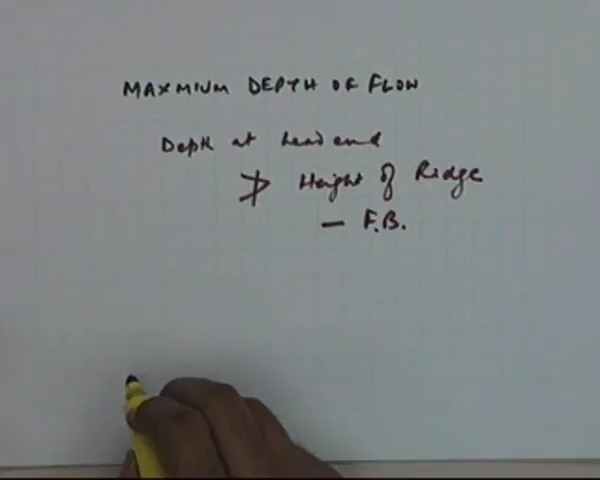 MAXMIUM DEPTH OF FLOW
Depth at head end
≯ Height of Ridge
— F.B.